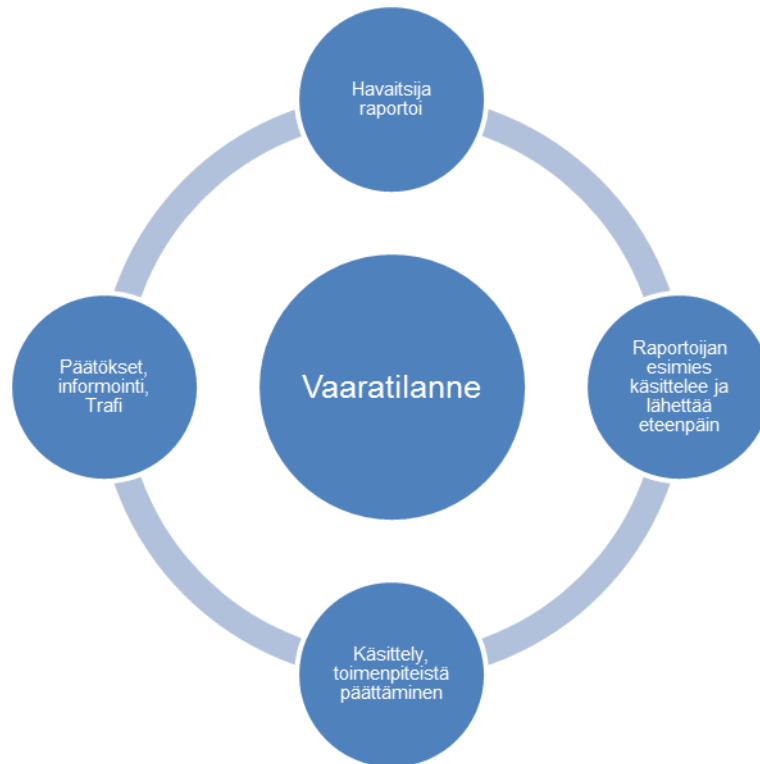 Havaitsija
raportoi
Päätökset,
informointi,
Trafi
Vaaratilanne
Raportoijan
esimies
käsittelee ja
lähettää
eteenpäin
Käsittely,
toimenpiteistä
päättäminen